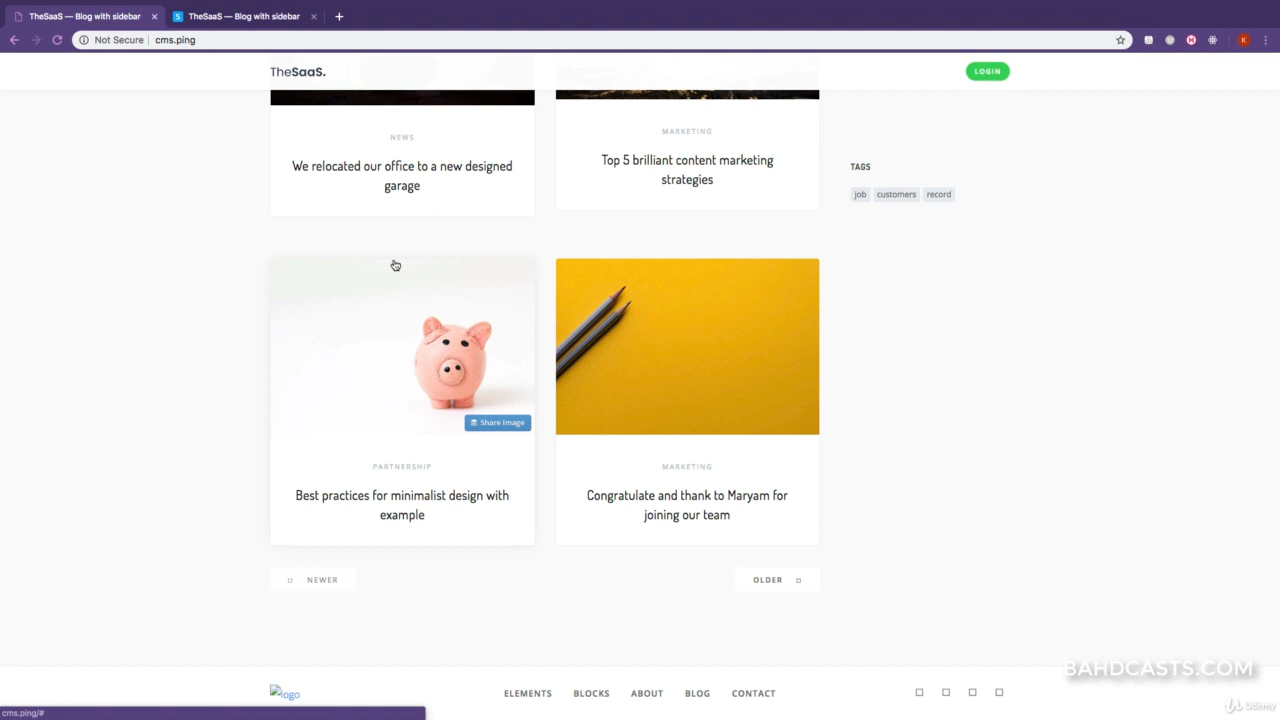 TheSaaS — Blog with sidebar
TheSaaS — Blog with sidebar
Not Secure
cms.ping
K
TheSaaS.
LOGIN
NEWS
We relocated our office to a new designed
garage
MARKETING
Top 5 brilliant content marketing
strategies
TAGS
job customers record
Share Image
PARTNERSHIP
Best practices for minimalist design with
example
MARKETING
Congratulate and thank to Maryam for
joining our team
NEWER
OLDER
BAHDCASTS.COM
logo
ELEMENTS BLOCKS ABOUT BLOG CONTACT
Udemy
cms.ping/#